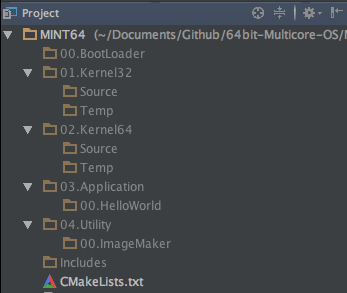 Project
MINT64 (~/Documents/Github/64bit-Multicore-OS/
00.BootLoader
01.Kernel32
Source
Temp
02.Kernel64
Source
Temp
03.Application
00.HelloWorld
04.Utility
00.ImageMaker
Includes
CMakeLists.txt